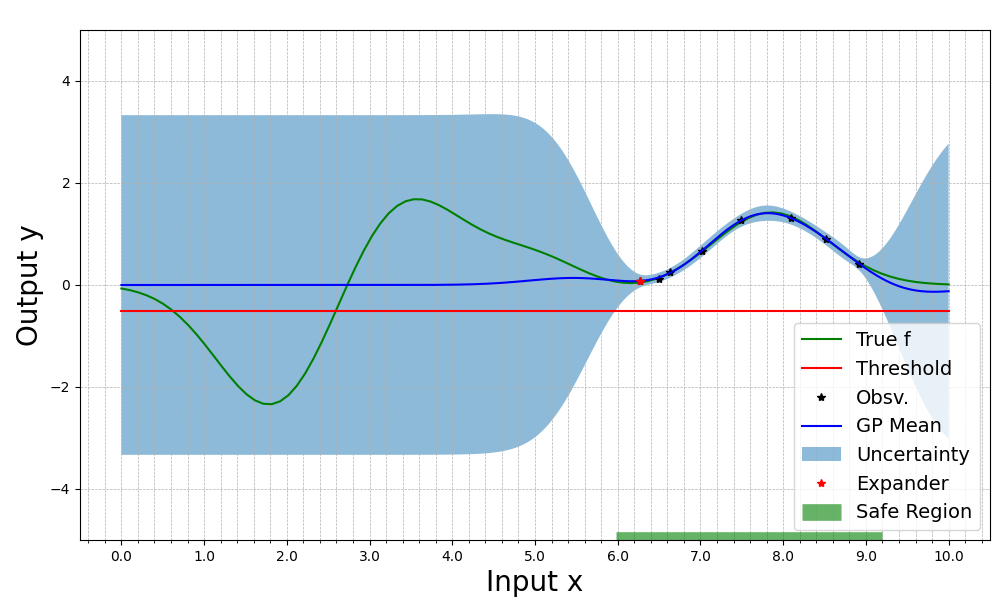 4
2
0
−2
−4
Output y
0.0 1.0 2.0 3.0 4.0 5.0 6.0 7.0 8.0 9.0 10.0
Input x
True f
Threshold
Obsv.
GP Mean
Uncertainty
Expander
Safe Region